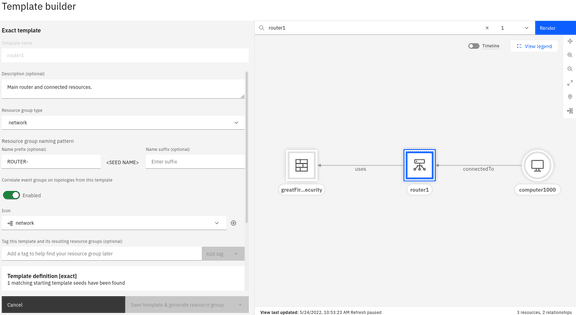 Template builder
Exact template
Template name
router1
Description (optional)
Main router and connected resources.
Resource group type
network
Resource group naming pattern
Name prefix (optional)
Name suffix (optional)
ROUTER-
<SEED NAME>
Enter suffix
Correlate event groups on topologies from this template
Enabled
Icon
network
Tag this template and its resulting resource groups (optional)
Add a tag to help find your resource group later
Add tag
Template definition [exact]
1 matching starting template seeds have been found
Cancel
Save template & generate resource group
router1
1
Render
Timeline
View legend
uses
connectedTo
greatFir...ecurity
router1
computer1000
View last updated: 5/24/2022, 10:53:23 AM Refresh paused
3 resources, 2 relationships